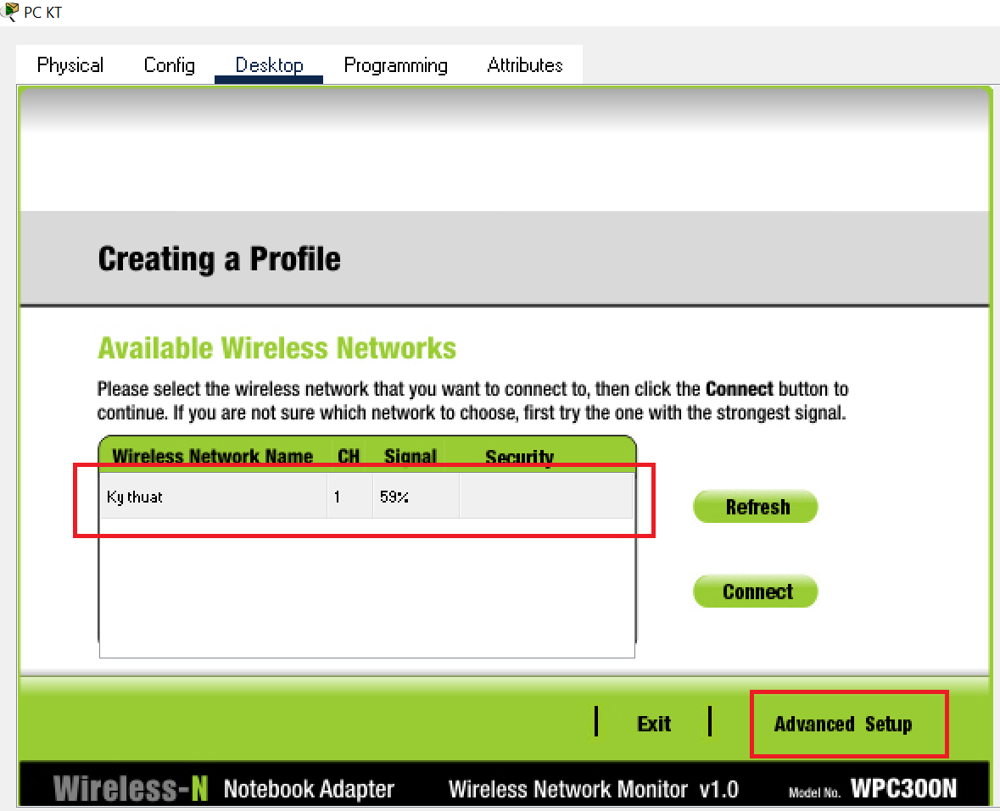 PC KT
Physical Config Desktop Programming Attributes
Creating a Profile
Available Wireless Networks
Please select the wireless network that you want to connect to, then click the Connect button to
continue. If you are not sure which network to choose, first try the one with the strongest signal.
Wireless Network Name CH Signal Security
Ky thuat 1 59%
Refresh
Connect
Exit Advanced Setup
Wireless-N Notebook Adapter Wireless Network Monitor v1.0 Model No. WPC300N